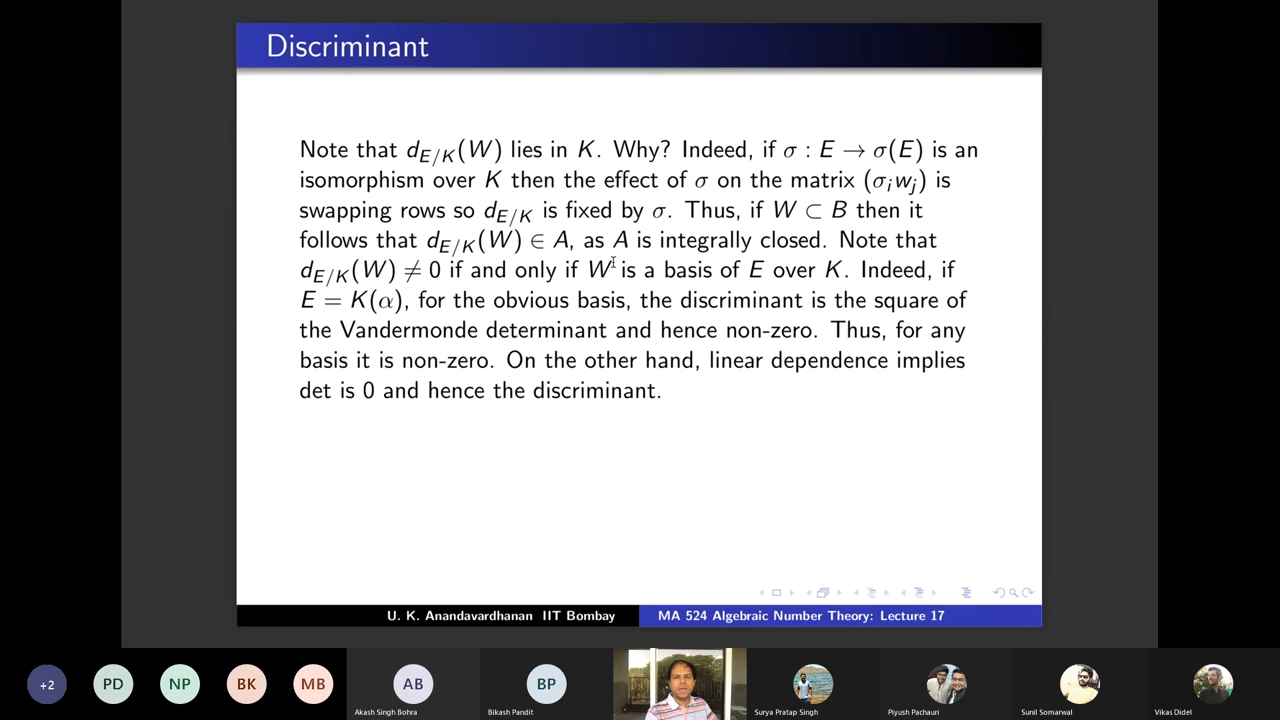 Discriminant
Note that d_{E/K}(W) lies in K. Why? Indeed, if σ : E → σ(E) is an
isomorphism over K then the effect of σ on the matrix (σ_i w_j) is
swapping rows so d_{E/K} is fixed by σ. Thus, if W ⊂ B then it
follows that d_{E/K}(W) ∈ A, as A is integrally closed. Note that
d_{E/K}(W) ≠ 0 if and only if W is a basis of E over K. Indeed, if
E = K(α), for the obvious basis, the discriminant is the square of
the Vandermonde determinant and hence non-zero. Thus, for any
basis it is non-zero. On the other hand, linear dependence implies
det is 0 and hence the discriminant.
U. K. Anandavardhanan IIT Bombay
MA 524 Algebraic Number Theory: Lecture 17
+2
PD
NP
BK
MB
AB
BP
Akash Singh Bohra
Bikash Pandit
Surya Pratap Singh
Piyush Pachauri
Sunil Somarwal
Vikas Didel